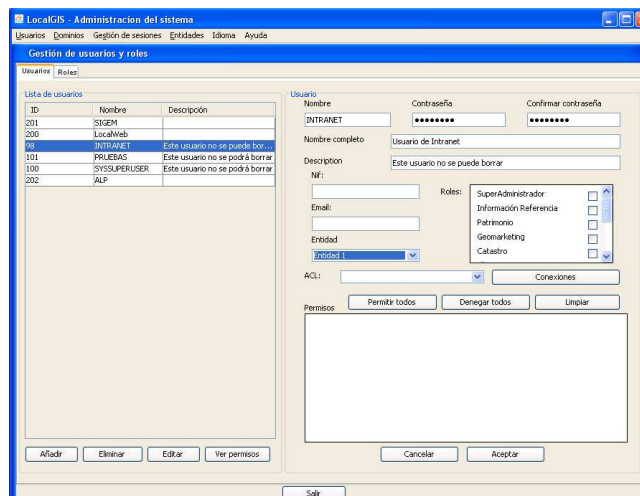 LocalGIS - Administracion del sistema
Usuarios Dominios Gestión de sesiones Entidades Idioma Ayuda
Gestión de usuarios y roles
Usuarios Roles
Lista de usuarios
ID Nombre Descripción
201 SIGEM
200 LocalWeb
98 INTRANET Este usuario no se puede bor...
101 PRUEBAS Este usuario no se podrá borrar
100 SYSSUPERUSER Este usuario no se podrá borrar
202 ALP
Añadir Eliminar Editar Ver permisos
Usuario
Nombre Contraseña Confirmar contraseña
INTRANET ●●●●●●●● ●●●●●●●●
Nombre completo Usuario de Intranet
Description Este usuario no se puede borrar
Nif:
Roles:
SuperAdministrador
Información Referencia
Patrimonio
Geomarketing
Catastro
Email:
Entidad
Entidad 1
ACL: Conexiones
Permisos Permitir todos Denegar todos Limpiar
Cancelar Aceptar
Salir